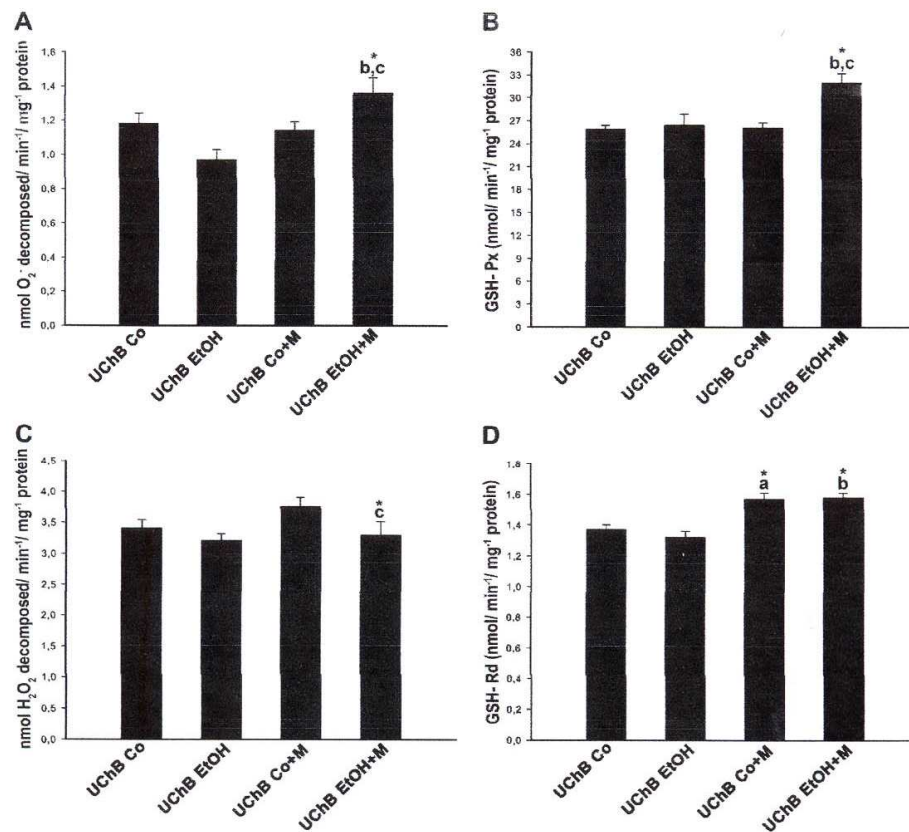 A
nmol O₂⁻ decomposed/ min⁻¹/ mg⁻¹ protein
1,6
1,4
1,2
1,0
0,8
0,6
0,4
0,2
0,0
*
b,c
UChB Co
UChB EtOH
UChB Co+M
UChB EtOH+M
B
GSH- Px (nmol/ min⁻¹/ mg⁻¹ protein)
36
33
30
27
24
21
18
15
12
9
6
3
0
*
b,c
UChB Co
UChB EtOH
UChB Co+M
UChB EtOH+M
C
nmol H₂O₂ decomposed/ min⁻¹/ mg⁻¹ protein
4,5
4,0
3,5
3,0
2,5
2,0
1,5
1,0
0,5
0,0
*
c
UChB Co
UChB EtOH
UChB Co+M
UChB EtOH+M
D
GSH- Rd (nmol/ min⁻¹/ mg⁻¹ protein)
1,8
1,6
1,4
1,2
1,0
0,8
0,6
0,4
0,2
0,0
*
a
*
b
UChB Co
UChB EtOH
UChB Co+M
UChB EtOH+M